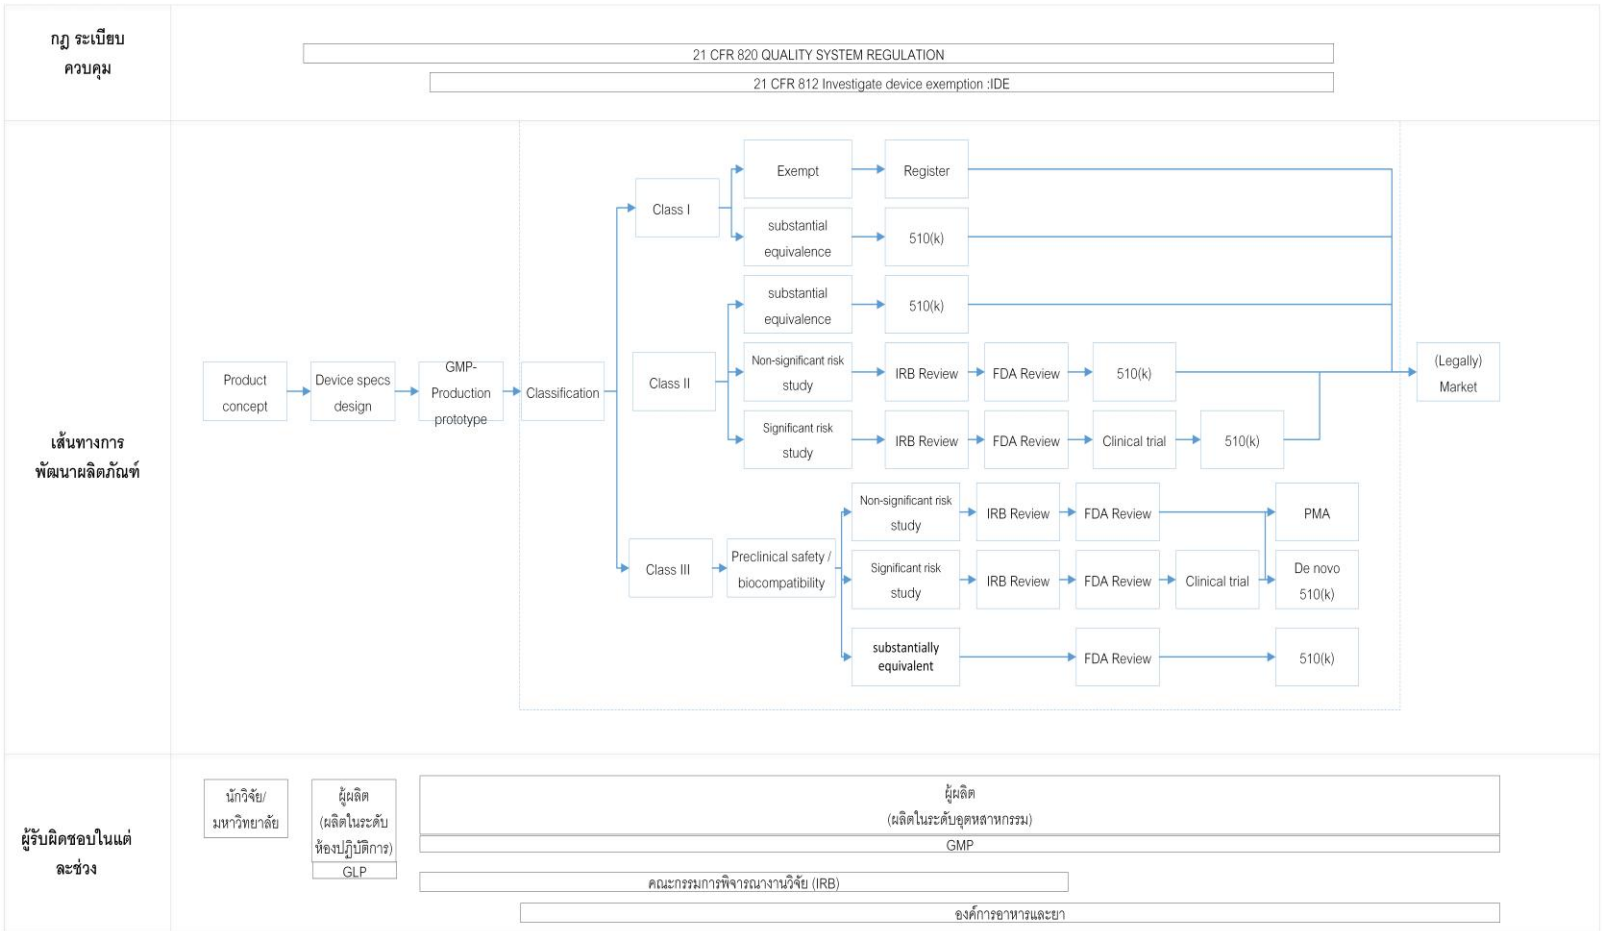 กฎ ระเบียบ
ควบคุม
21 CFR 820 QUALITY SYSTEM REGULATION
21 CFR 812 Investigate device exemption :IDE
เส้นทางการ
พัฒนาผลิตภัณฑ์
Product
concept
Device specs
design
GMP-
Production
prototype
Classification
Class I
Exempt
Register
substantial
equivalence
510(k)
Class II
substantial
equivalence
510(k)
Non-significant risk
study
IRB Review
FDA Review
510(k)
Significant risk
study
IRB Review
FDA Review
Clinical trial
510(k)
(Legally)
Market
Class III
Preclinical safety /
biocompatibility
Non-significant risk
study
IRB Review
FDA Review
PMA
Significant risk
study
IRB Review
FDA Review
Clinical trial
De novo
510(k)
substantially
equivalent
FDA Review
510(k)
ผู้รับผิดชอบในแต่
ละช่วง
นักวิจัย/
มหาวิทยาลัย
ผู้ผลิต
(ผลิตในระดับ
ห้องปฏิบัติการ)
GLP
ผู้ผลิต
(ผลิตในระดับอุตหสาหกรรม)
GMP
คณะกรรมการพิจารณางานวิจัย (IRB)
องค์การอาหารและยา